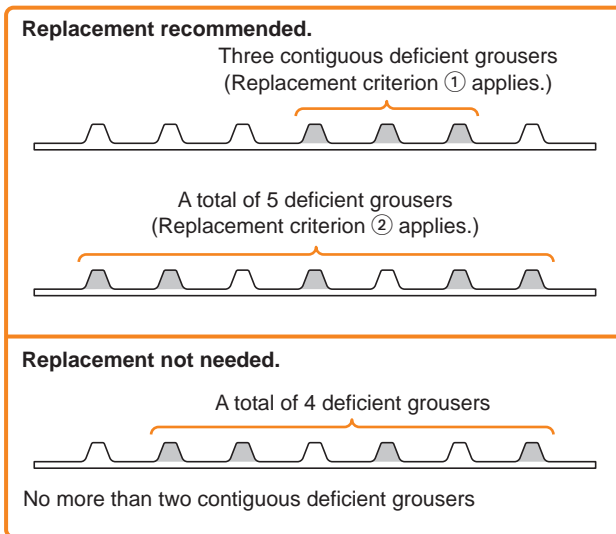 Replacement recommended.
Three contiguous deficient grousers
(Replacement criterion ① applies.)
A total of 5 deficient grousers
(Replacement criterion ② applies.)
Replacement not needed.
A total of 4 deficient grousers
No more than two contiguous deficient grousers